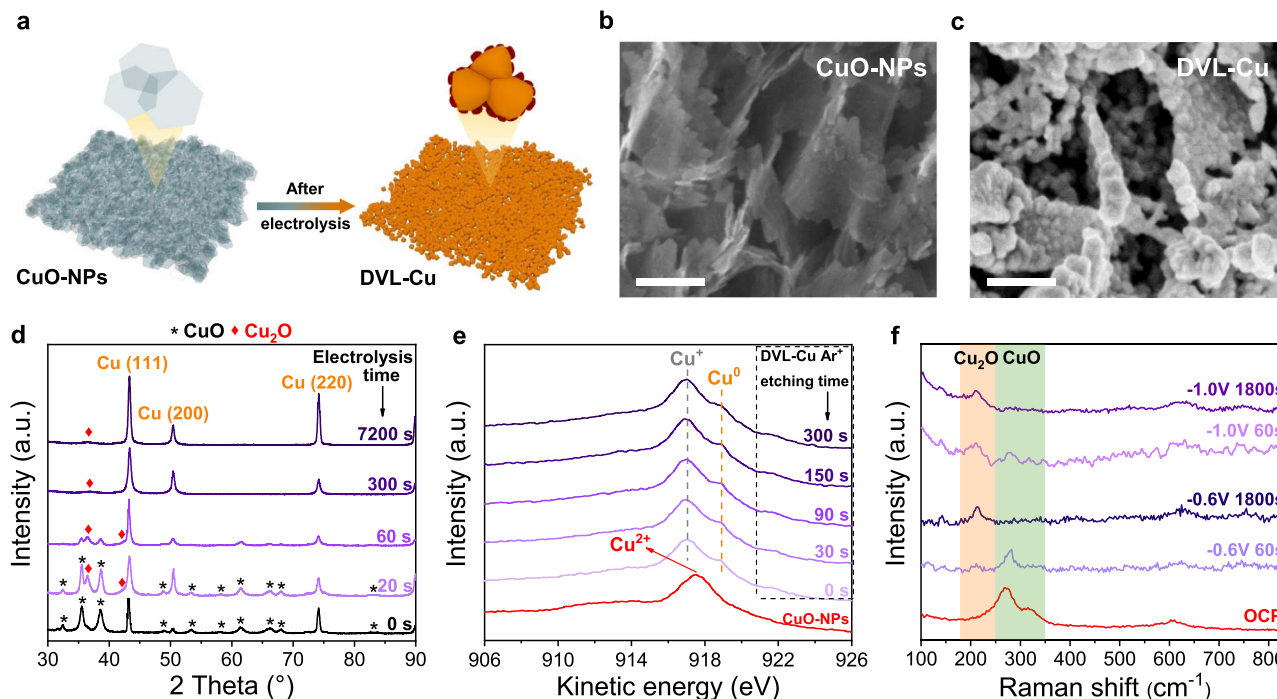 a
After
electrolysis
CuO-NPs
DVL-Cu
b
CuO-NPs
c
DVL-Cu
d
* CuO ♦ Cu₂O
Cu (111)
Cu (200)
Cu (220)
Electrolysis
time
7200 s
300 s
60 s
20 s
0 s
Intensity (a.u.)
30 40 50 60 70 80 90
2 Theta (°)
e
Cu⁺
Cu⁰
DVL-Cu Ar⁺
etching time
300 s
150 s
90 s
30 s
0 s
Cu²⁺
CuO-NPs
Intensity (a.u.)
906 910 914 918 922 926
Kinetic energy (eV)
f
Cu₂O CuO
-1.0V 1800s
-1.0V 60s
-0.6V 1800s
-0.6V 60s
OCP
Intensity (a.u.)
100 200 300 400 500 600 700 800
Raman shift (cm⁻¹)